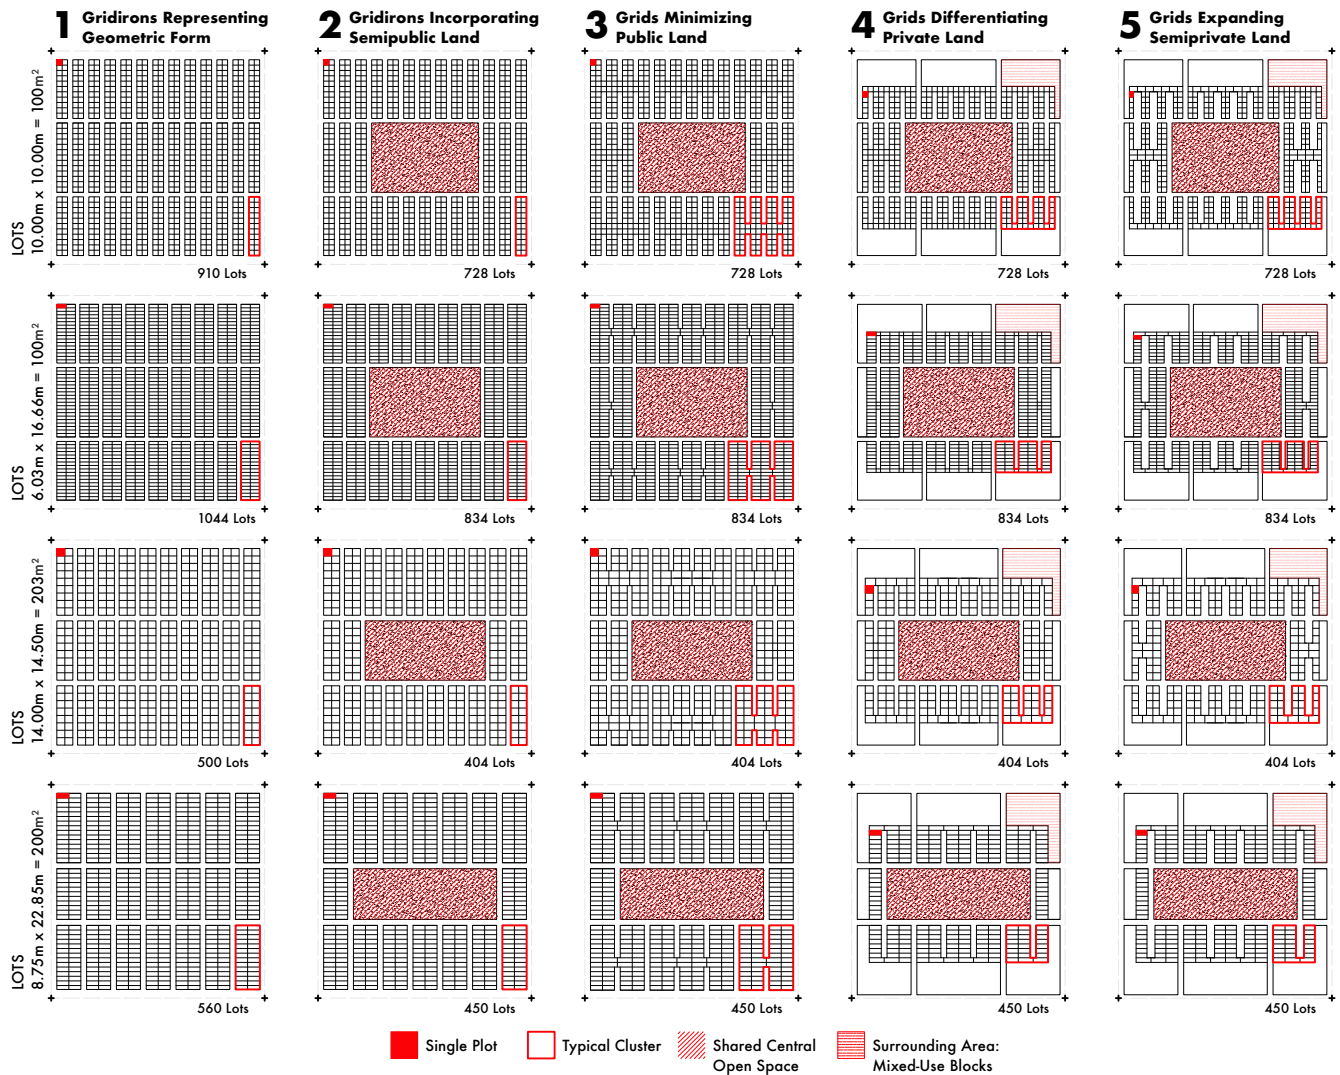 1 Gridirons Representing
Geometric Form
2 Gridirons Incorporating
Semipublic Land
3 Grids Minimizing
Public Land
4 Grids Differentiating
Private Land
5 Grids Expanding
Semiprivate Land
LOTS
10.00m x 10.00m = 100m²
910 Lots
728 Lots
728 Lots
728 Lots
728 Lots
LOTS
6.03m x 16.66m = 100m²
1044 Lots
834 Lots
834 Lots
834 Lots
834 Lots
LOTS
14.00m x 14.50m = 203m²
500 Lots
404 Lots
404 Lots
404 Lots
404 Lots
LOTS
8.75m x 22.85m = 200m²
560 Lots
450 Lots
450 Lots
450 Lots
450 Lots
Single Plot
Typical Cluster
Shared Central
Open Space
Surrounding Area:
Mixed-Use Blocks